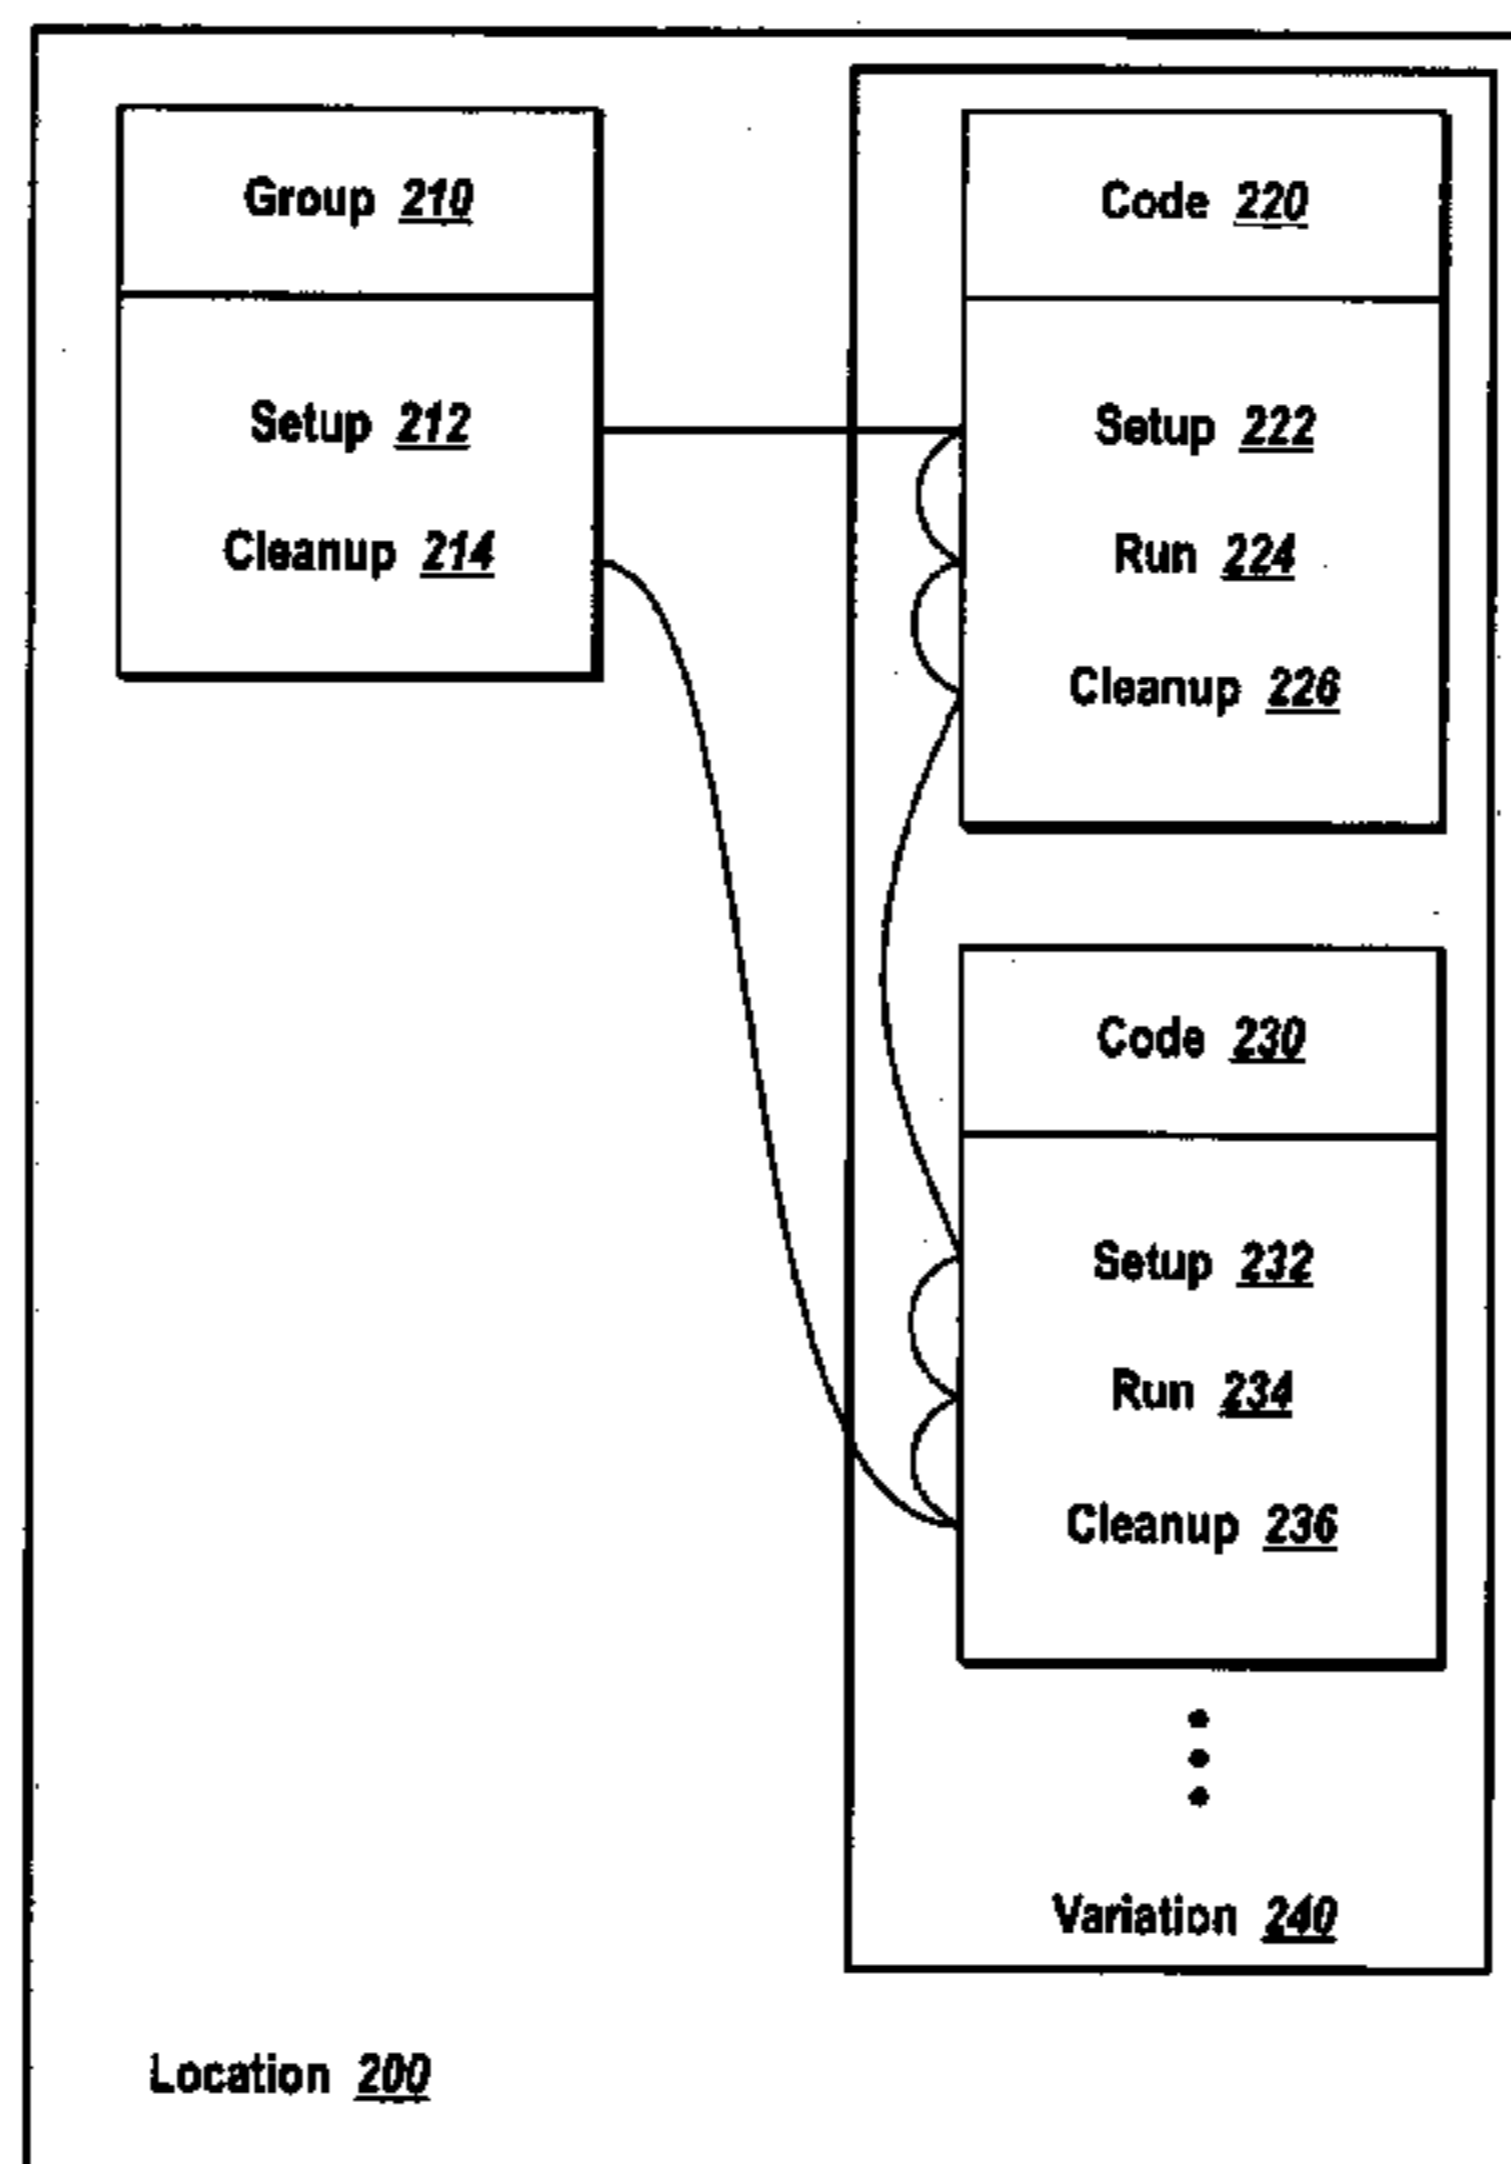 Group 210
Setup 212
Cleanup 214
Code 220
Setup 222
Run 224
Cleanup 226
Code 230
Setup 232
Run 234
Cleanup 236
Variation 240
Location 200